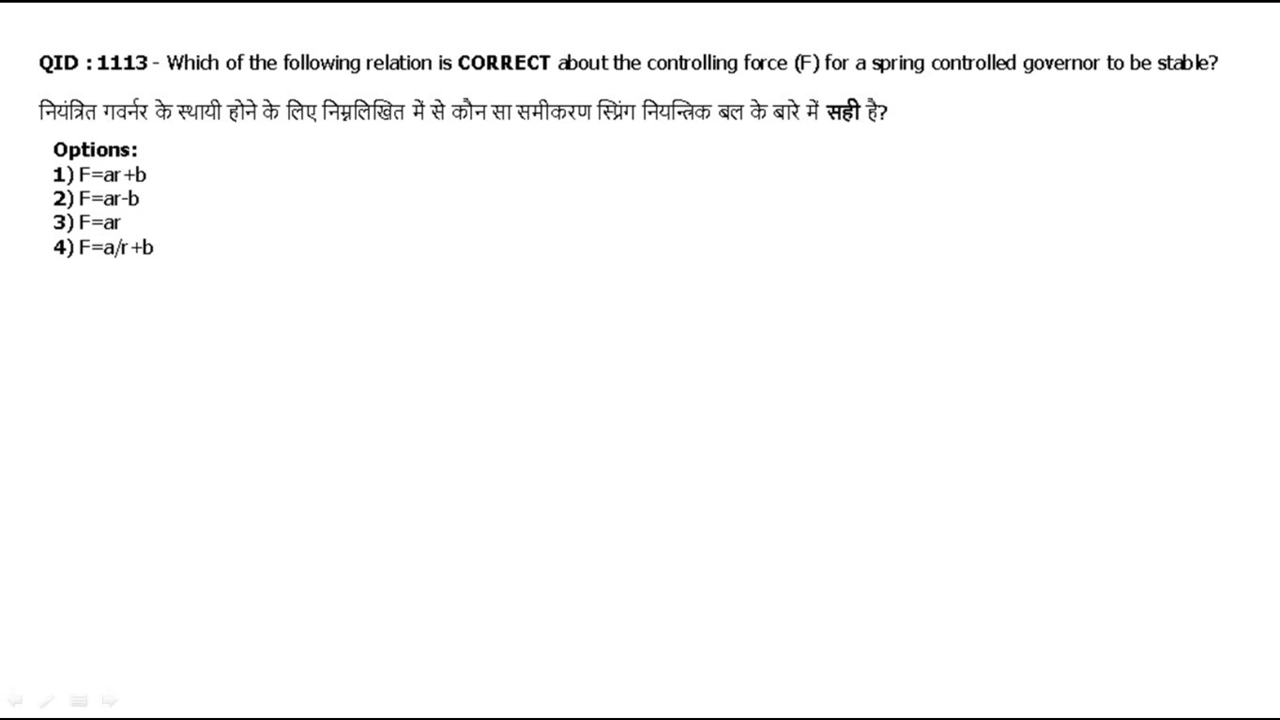 QID : 1113 - Which of the following relation is CORRECT about the controlling force (F) for a spring controlled governor to be stable?
नियंत्रित गवर्नर के स्थायी होने के लिए निम्नलिखित में से कौन सा समीकरण स्प्रिंग नियन्त्रिक बल के बारे में सही है?
Options:
1) F=ar+b
2) F=ar-b
3) F=ar
4) F=a/r+b